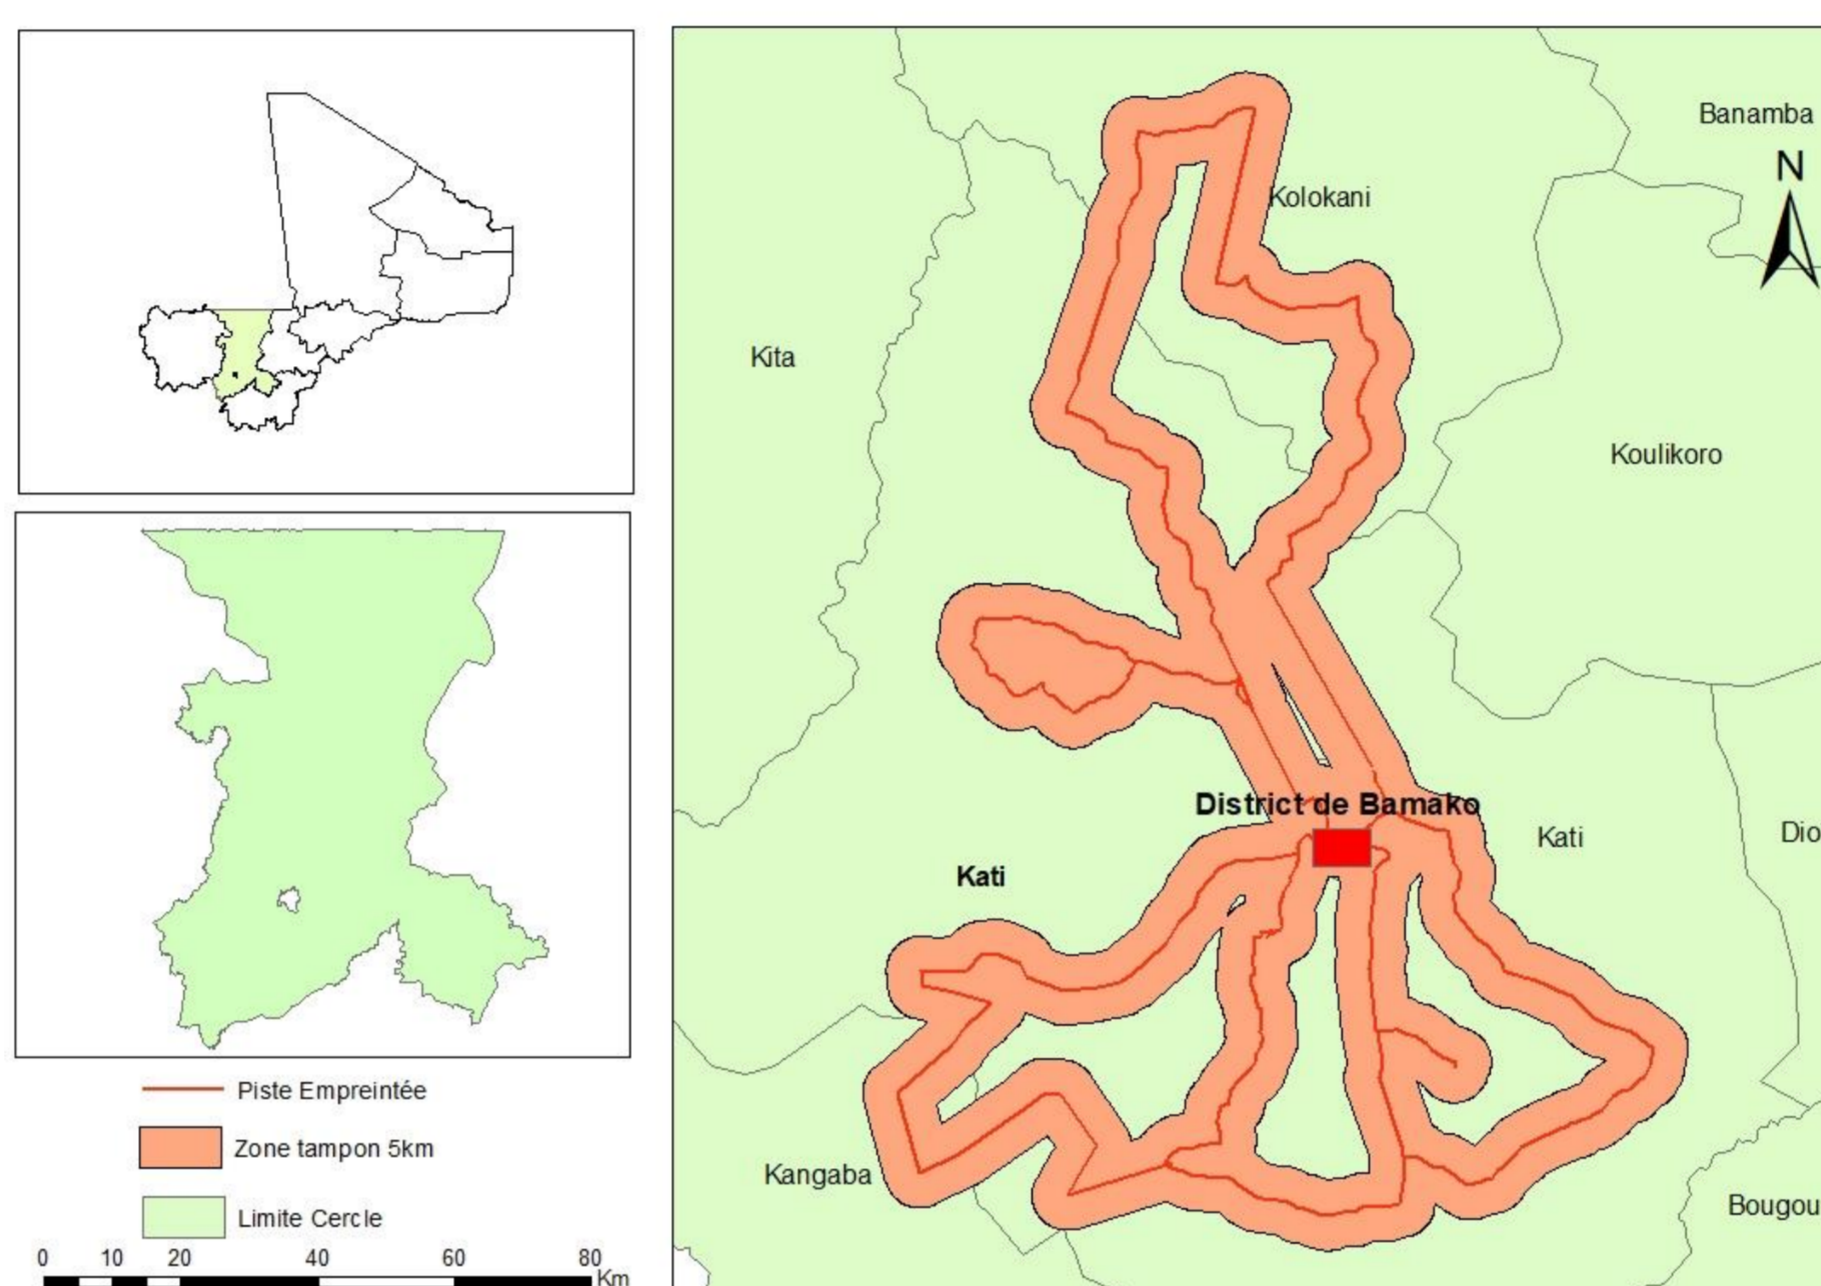 Banamba
N
Kolokani
Kita
Koulikoro
District de Bamako
Kati
Dio
Kati
Kangaba
Bougou
Piste Empreintée
Zone tampon 5km
Limite Cercle
0 10 20 40 60 80
Km